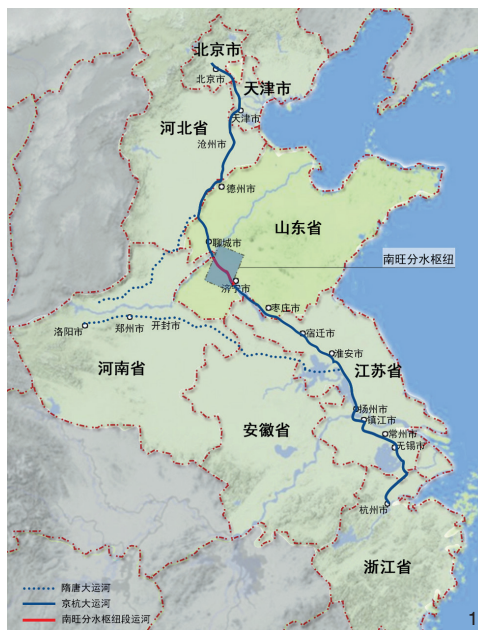 北京市
北京市
天津市
天津市
河北省
沧州市
德州市
山东省
聊城市
南旺分水枢纽
济宁市
枣庄市
洛阳市
郑州市
开封市
宿迁市
淮安市
河南省
江苏省
扬州市
镇江市
安徽省
常州市
无锡市
杭州市
浙江省
隋唐大运河
京杭大运河
南旺分水枢纽段运河
1